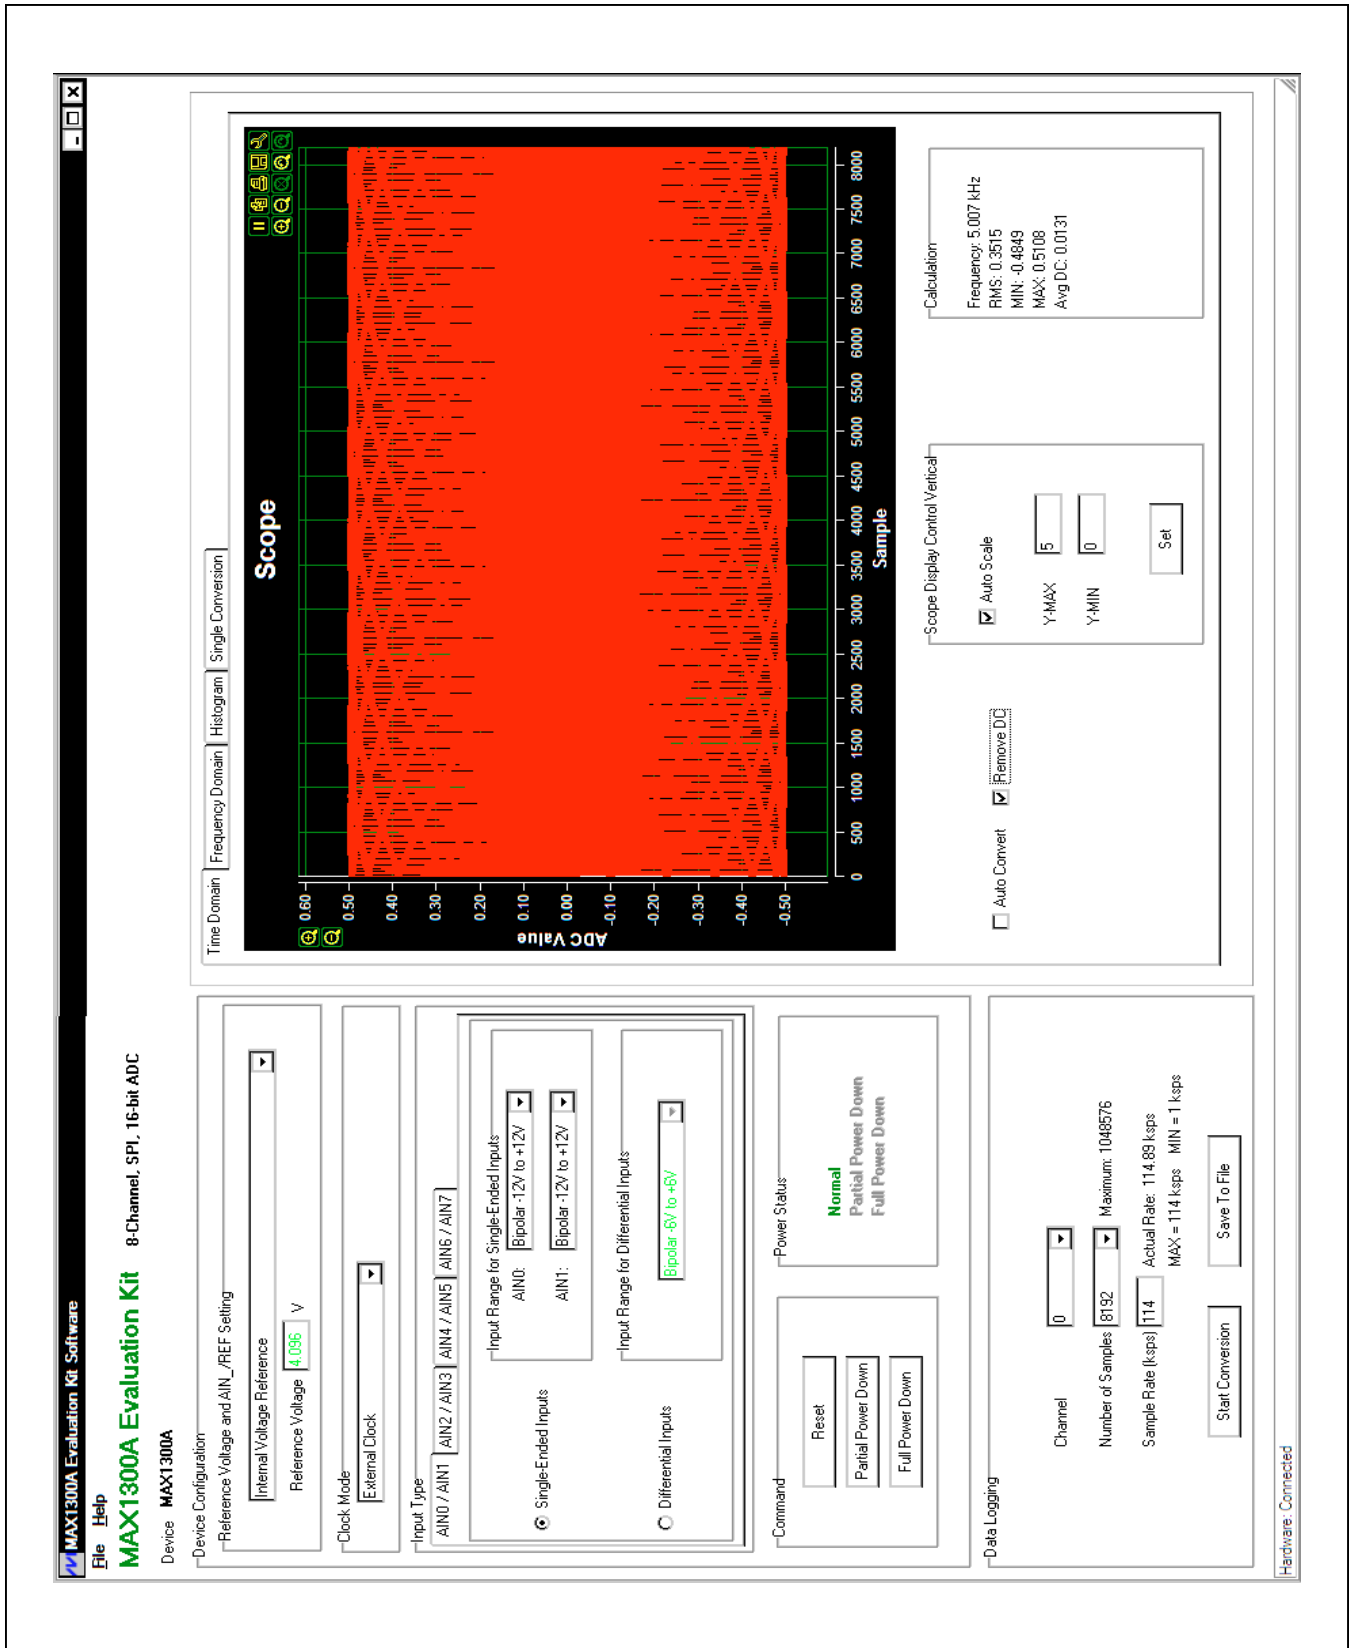 MAX1300A Evaluation Kit Software
File Help
MAX1300A Evaluation Kit 8-Channel, SPI, 16-bit ADC
Device MAX1300A
Device Configuration
Reference Voltage and AIN_/REF Setting
Internal Voltage Reference
Reference Voltage 4.096 V
Clock Mode
External Clock
Input Type
AIN0 / AIN1 AIN2 / AIN3 AIN4 / AIN5 AIN6 / AIN7
Single-Ended Inputs
Input Range for Single-Ended Inputs
AIN0: Bipolar -12V to +12V
AIN1: Bipolar -12V to +12V
Differential Inputs
Input Range for Differential Inputs
Bipolar -6V to +6V
Command
Reset
Partial Power Down
Full Power Down
Power Status
Normal
Partial Power Down
Full Power Down
Data Logging
Channel 0
Number of Samples 8192 Maximum: 1048576
Sample Rate (ksps) 114 Actual Rate: 114.89 ksps
MAX = 114 ksps MIN = 1 ksps
Start Conversion Save To File
Time Domain Frequency Domain Histogram Single Conversion
Scope
ADC Value
0.60
0.50
0.40
0.30
0.20
0.10
0.00
-0.10
-0.20
-0.30
-0.40
-0.50
0 500 1000 1500 2000 2500 3000 3500 4000 4500 5000 5500 6000 6500 7000 7500 8000
Sample
Auto Convert Remove DC
Scope Display Control Vertical
Auto Scale
Y-MAX 5
Y-MIN 0
Set
Calculation
Frequency: 5.007 kHz
RMS: 0.3515
MIN: -0.4849
MAX: 0.5108
Avg DC: 0.0131
Hardware: Connected